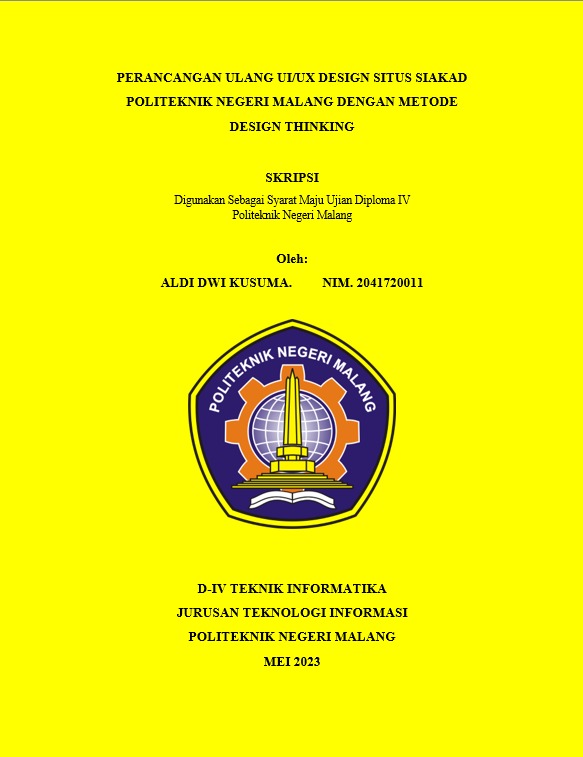 PERANCANGAN ULANG UI/UX DESIGN SITUS SIAKAD
POLITEKNIK NEGERI MALANG DENGAN METODE
DESIGN THINKING
SKRIPSI
Digunakan Sebagai Syarat Maju Ujian Diploma IV
Politeknik Negeri Malang
Oleh:
ALDI DWI KUSUMA. NIM. 2041720011
POLITEKNIK NEGERI MALANG
D-IV TEKNIK INFORMATIKA
JURUSAN TEKNOLOGI INFORMASI
POLITEKNIK NEGERI MALANG
MEI 2023